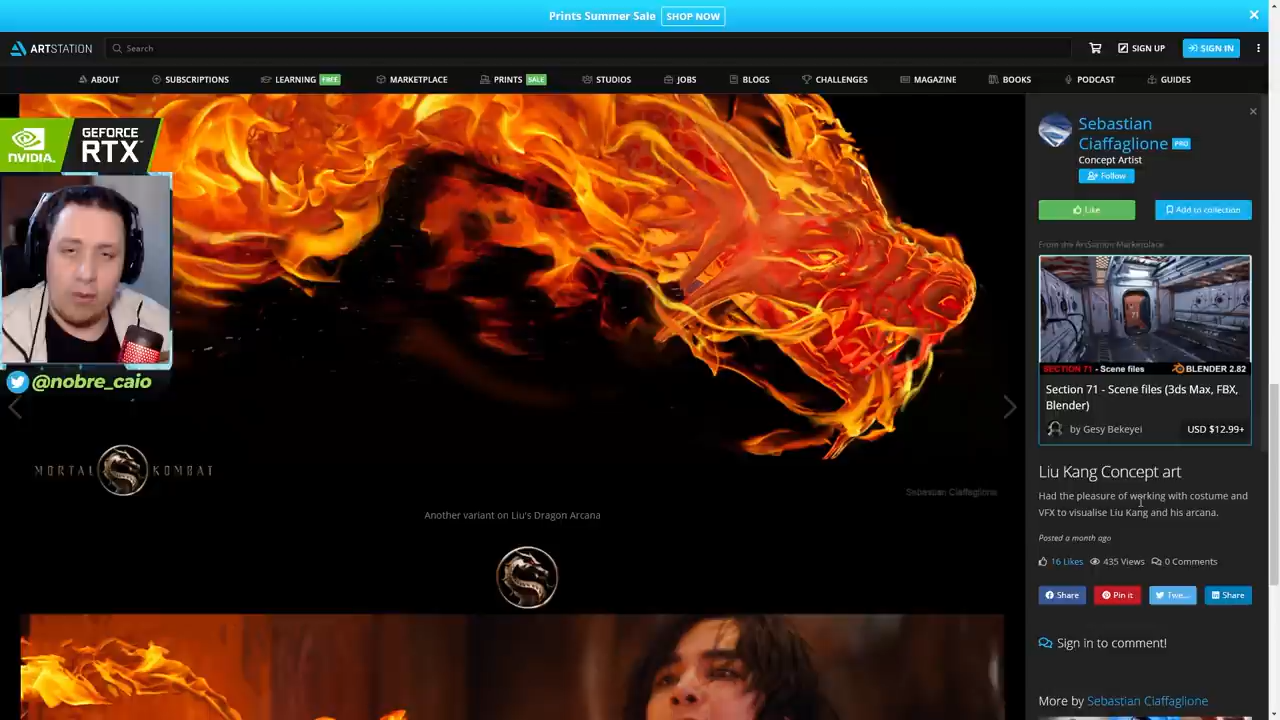 Prints Summer Sale SHOP NOW
ARTSTATION Search SIGN UP SIGN IN
ABOUT SUBSCRIPTIONS LEARNING FREE MARKETPLACE PRINTS SALE STUDIOS JOBS BLOGS CHALLENGES MAGAZINE BOOKS PODCAST GUIDES
NVIDIA. GEFORCE RTX
@nobre_caio
MORTAL KOMBAT
Sebastian Ciaffaglione
Another variant on Liu's Dragon Arcana
Sebastian
Ciaffaglione PRO
Concept Artist
Follow
Like Add to collection
From the ArtStation Marketplace
71
SECTION 71 - Scene files BLENDER 2.82
Section 71 - Scene files (3ds Max, FBX,
Blender)
by Gesy Bekeyei USD $12.99+
Liu Kang Concept art
Had the pleasure of working with costume and
VFX to visualise Liu Kang and his arcana.
Posted a month ago
16 Likes 435 Views 0 Comments
Share Pin it Twe... Share
Sign in to comment!
More by Sebastian Ciaffaglione